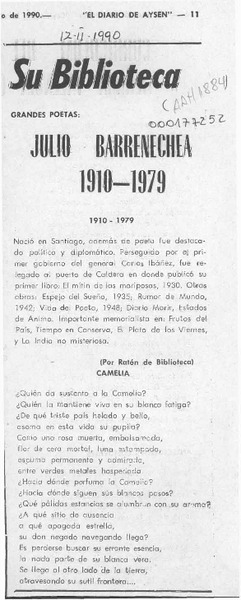 o de 1990.— "EL DIARIO DE AYSEN" — 11
12-II-1990
Su Biblioteca
(AAH1884)
000177252
GRANDES POETAS:
JULIO BARRENECHEA
1910—1979
1910 - 1979
Nació en Santiago, además de poeta fue destaca-
do político y diplomático. Perseguido por el primer
gobierno del general Carlos Ibáñez, fue re-
legado al puerto de Caldera en donde publicó su
primer libro: El mitin de las mariposas, 1930. Otras
obras: Espejo del Sueño, 1935; Rumor de Mundo,
1942; Vida del Poeta, 1948; Diario Morir, Estados
de Animo. Importante memorialista en: Frutos del
País, Tiempo en Conserva, El Plato de los Viernes,
y La India no misteriosa.
(Por Ratón de Biblioteca)
CAMELIA
¿Quién da sustento a la Camelia?
¿Quién la mantiene viva en su blanca fatiga?
¿De qué triste país helado y bello,
asoma en esta vida su pupila?
Como una rosa muerta, embalsamada,
flor de cera mortal, luna estampada,
espuma permanente y admirada,
entre verdes metales hospedada.
¿Hacia dónde perfuma la Camelia?
¿Hacia dónde siguen sus blancos pasos?
¿Qué pálidas estancias se alumbran con su aroma?
¿A qué sitio de ausencia
a qué apagada estrella,
su don negado navegando llega?
Es perderse buscar su errante esencia,
la nada parte de su blanca vera.
Se llega al otro lado de la tierra,
atravesando su sutil frontera....